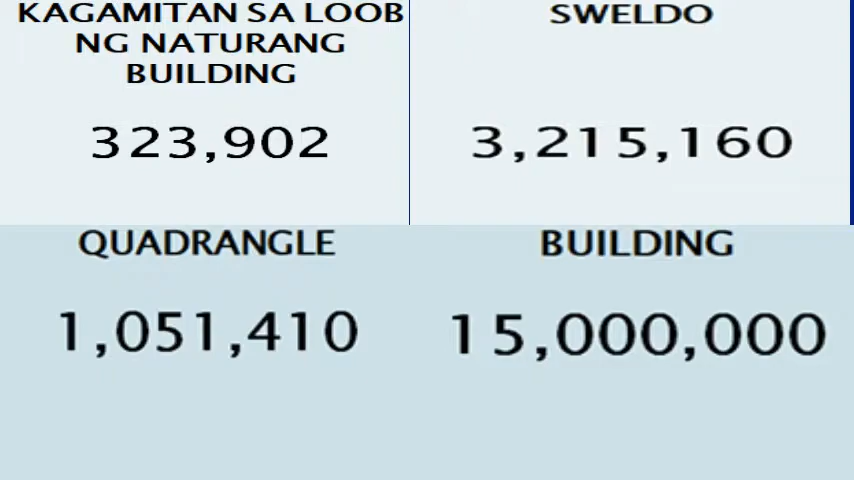 KAGAMITAN SA LOOB
NG NATURANG
BUILDING
323,902
SWELDO
3,215,160
QUADRANGLE
1,051,410
BUILDING
15,000,000